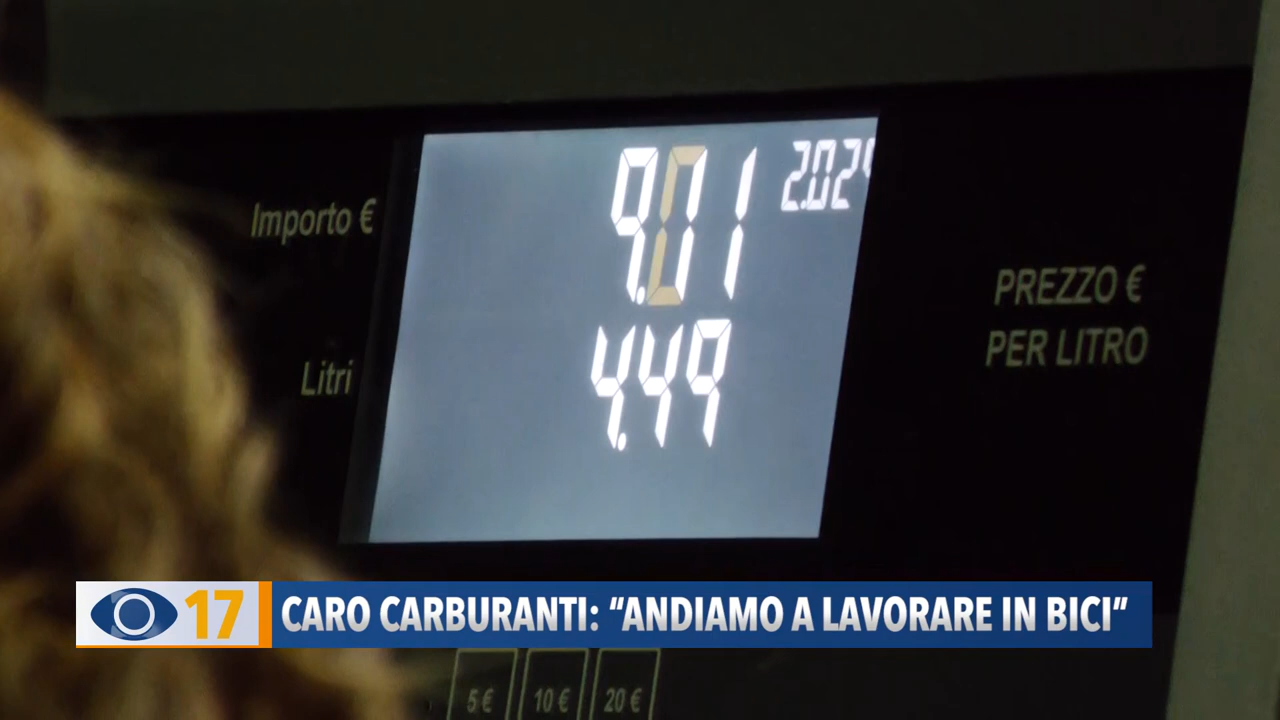 Importo €
9.01
2.02
Litri
4.49
PREZZO €
PER LITRO
17
CARO CARBURANTI: “ANDIAMO A LAVORARE IN BICI”
5 €
10 €
20 €